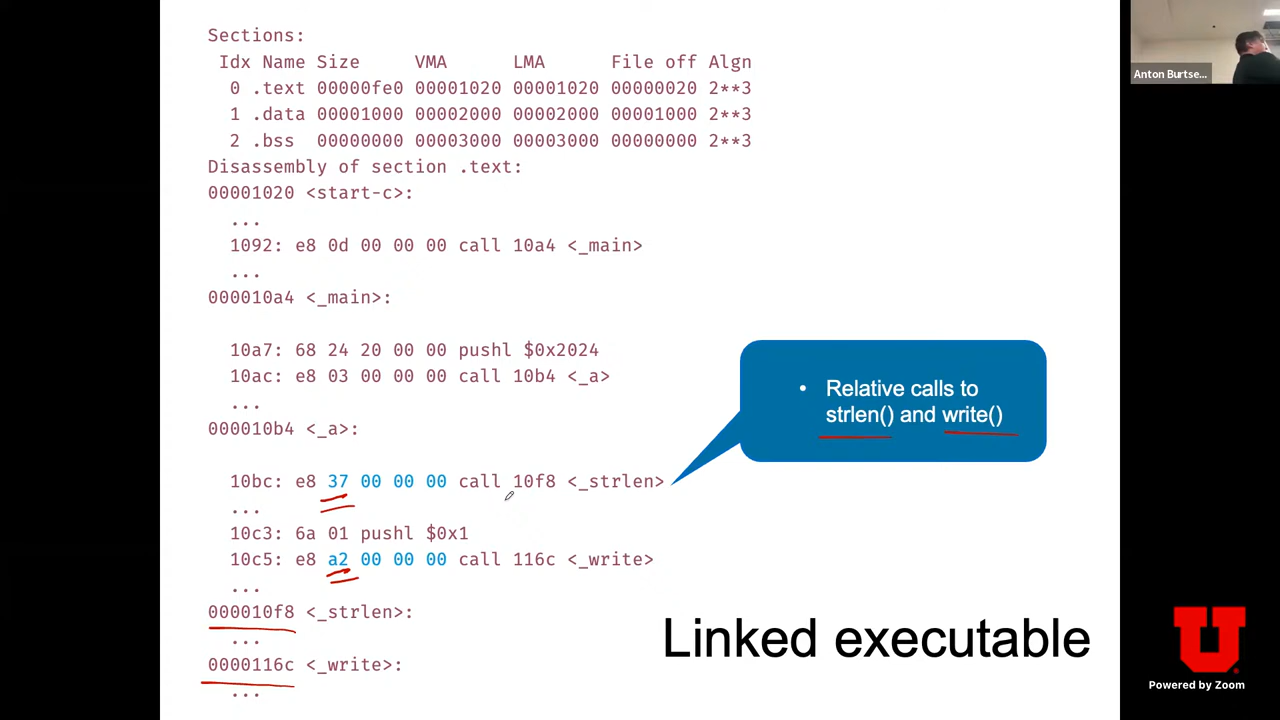 Sections:
Idx Name Size VMA LMA File off Algn
0 .text 00000fe0 00001020 00001020 00000020 2**3
1 .data 00001000 00002000 00002000 00001000 2**3
2 .bss 00000000 00003000 00003000 00000000 2**3
Disassembly of section .text:
00001020 <start-c>:
...
1092: e8 0d 00 00 00 call 10a4 <_main>
...
000010a4 <_main>:
10a7: 68 24 20 00 00 pushl $0x2024
10ac: e8 03 00 00 00 call 10b4 <_a>
...
000010b4 <_a>:
10bc: e8 37 00 00 00 call 10f8 <_strlen>
...
10c3: 6a 01 pushl $0x1
10c5: e8 a2 00 00 00 call 116c <_write>
...
000010f8 <_strlen>:
...
0000116c <_write>:
...
• Relative calls to
strlen() and write()
Linked executable
Anton Burtse...
U
Powered by Zoom